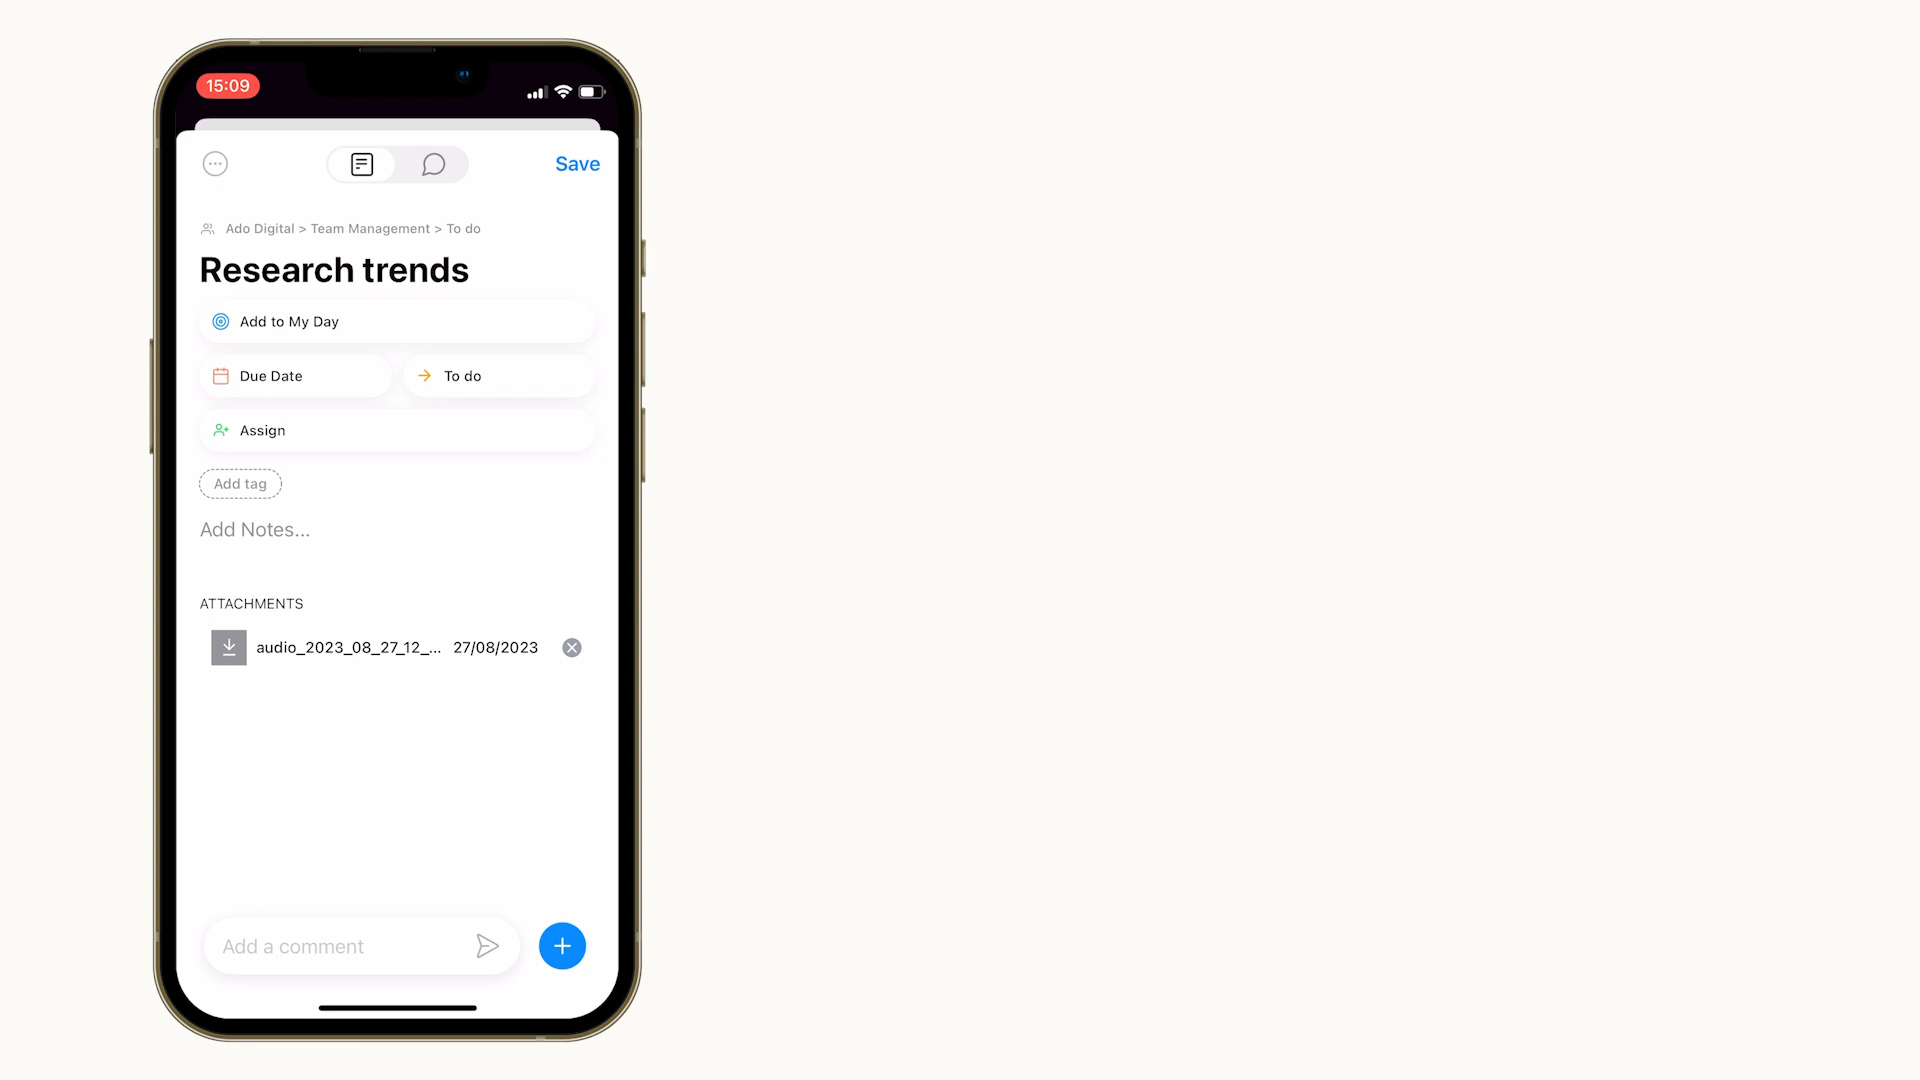 15:09
Save
Ado Digital > Team Management > To do
Research trends
Add to My Day
Due Date
To do
Assign
Add tag
Add Notes...
ATTACHMENTS
audio_2023_08_27_12_... 27/08/2023
Add a comment